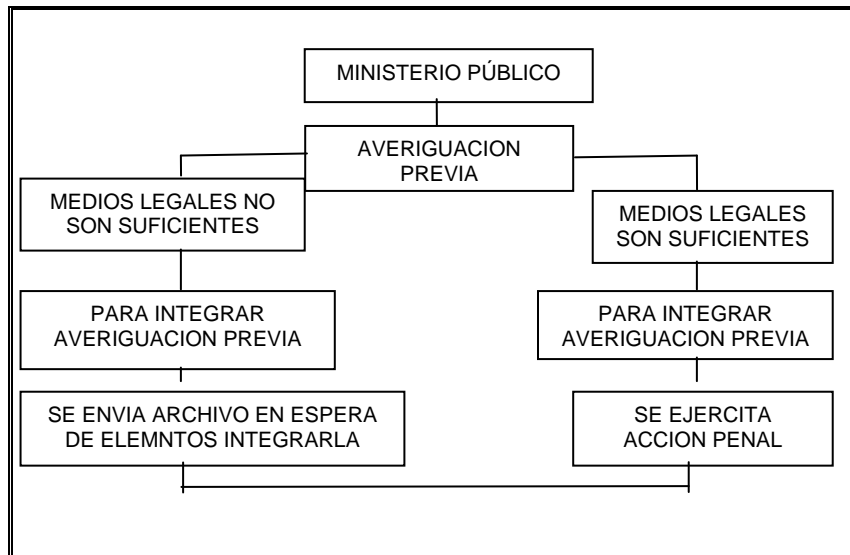 MINISTERIO PÚBLICO
AVERIGUACION
PREVIA
MEDIOS LEGALES NO
SON SUFICIENTES
MEDIOS LEGALES
SON SUFICIENTES
PARA INTEGRAR
AVERIGUACION PREVIA
PARA INTEGRAR
AVERIGUACION PREVIA
SE ENVIA ARCHIVO EN ESPERA
DE ELEMNTOS INTEGRARLA
SE EJERCITA
ACCION PENAL